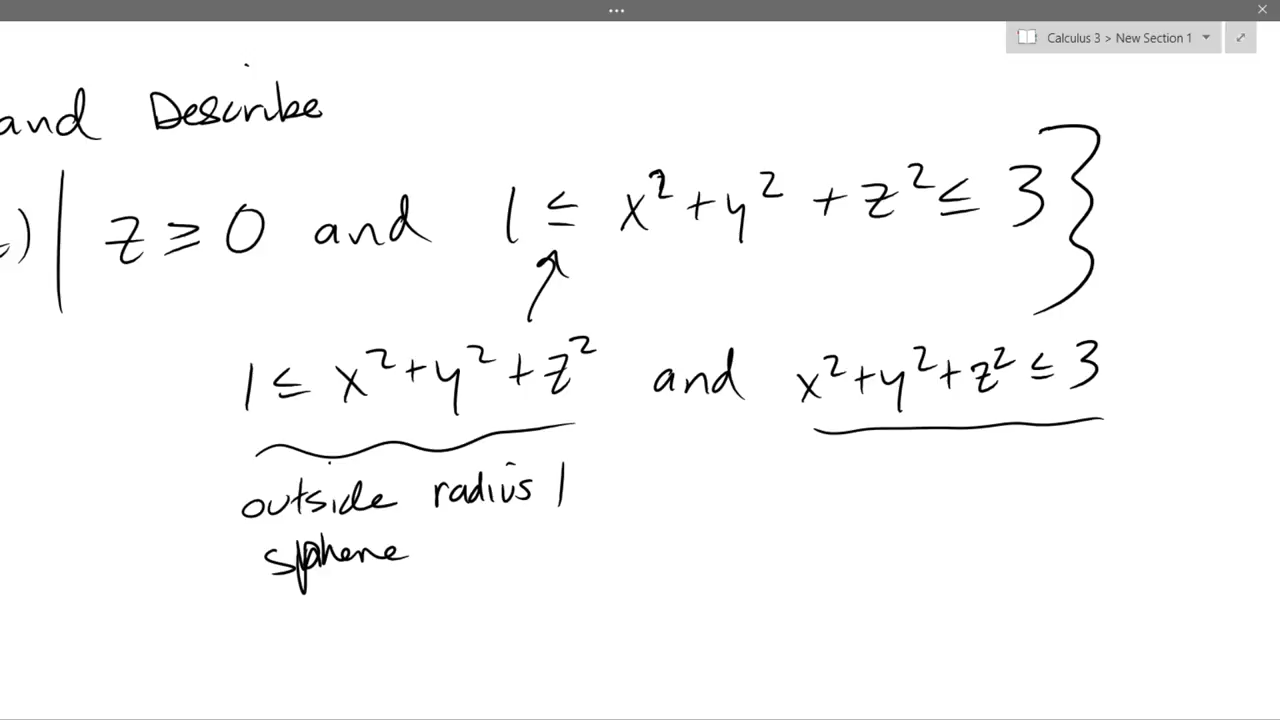 Calculus 3 > New Section 1
and Describe
) | z ≥ 0 and 1 ≤ x² + y² + z² ≤ 3 }
1 ≤ x² + y² + z² and x² + y² + z² ≤ 3
outside radius 1
sphere